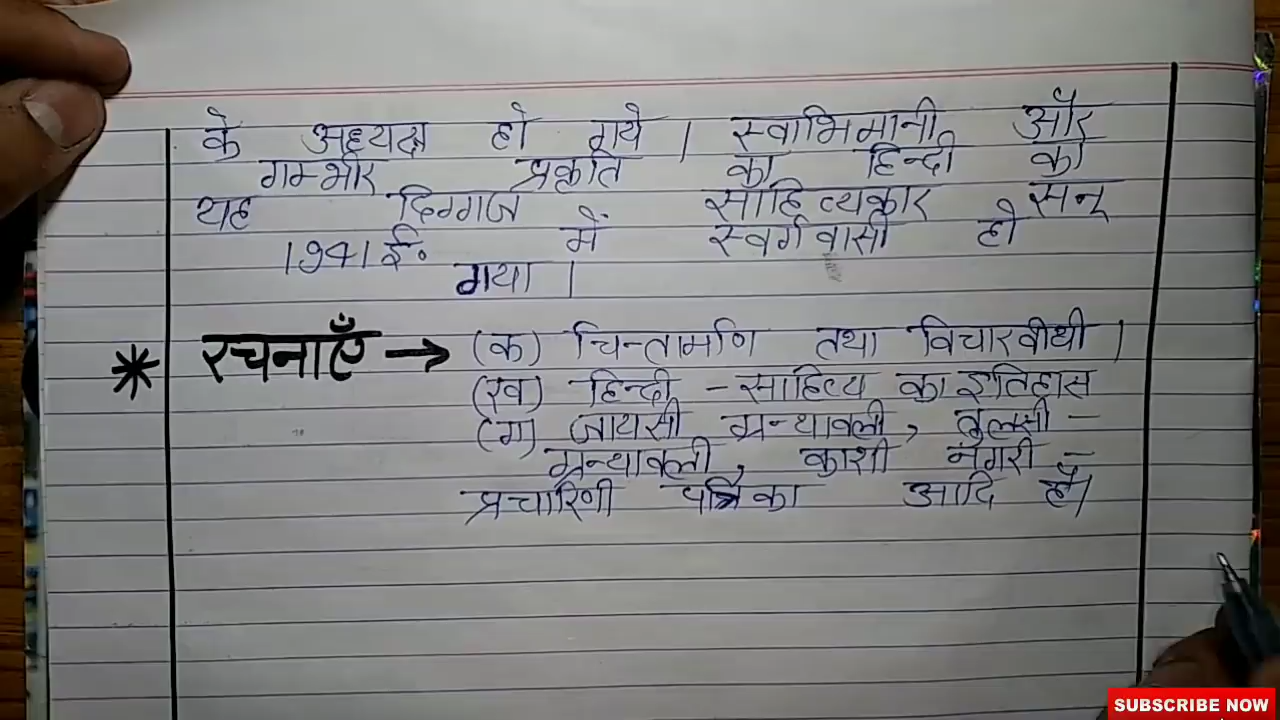 के अध्यक्ष हो गये | स्वाभिमानी और
गम्भीर प्रकृति का हिन्दी का
यह दिग्गज साहित्यकार सन्
1941 ई० में स्वर्गवासी हो
गया |
* रचनाएँ → (क) चिन्तामणि तथा विचारवीथी |
(ख) हिन्दी - साहित्य का इतिहास
(ग) जायसी ग्रन्थावली, तुलसी -
ग्रन्थावली, काशी नगरी -
प्रचारिणी पत्रिका आदि हैं|
SUBSCRIBE NOW